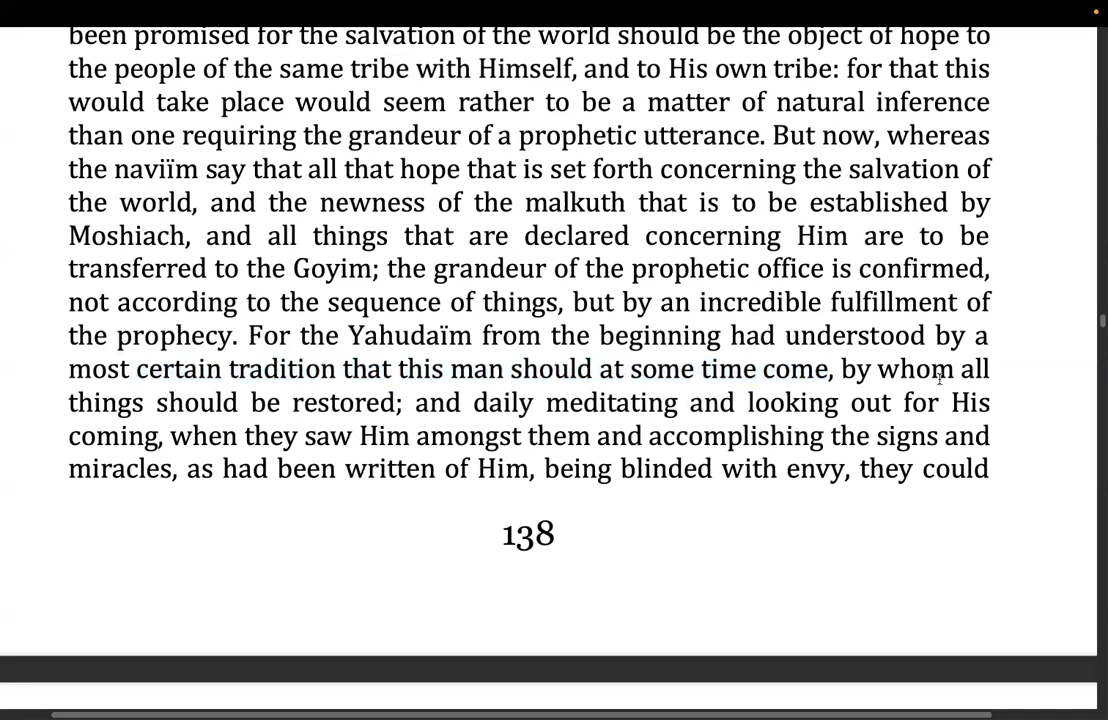 been promised for the salvation of the world should be the object of hope to
the people of the same tribe with Himself, and to His own tribe: for that this
would take place would seem rather to be a matter of natural inference
than one requiring the grandeur of a prophetic utterance. But now, whereas
the naviïm say that all that hope that is set forth concerning the salvation of
the world, and the newness of the malkuth that is to be established by
Moshiach, and all things that are declared concerning Him are to be
transferred to the Goyim; the grandeur of the prophetic office is confirmed,
not according to the sequence of things, but by an incredible fulfillment of
the prophecy. For the Yahudaïm from the beginning had understood by a
most certain tradition that this man should at some time come, by whom all
things should be restored; and daily meditating and looking out for His
coming, when they saw Him amongst them and accomplishing the signs and
miracles, as had been written of Him, being blinded with envy, they could
138